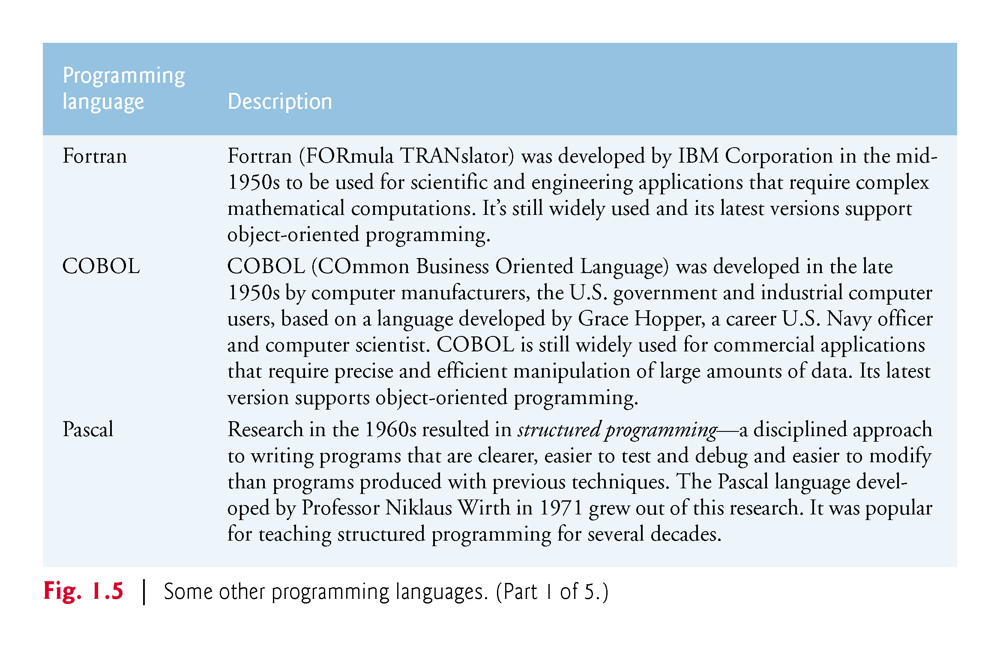 Programming
language Description
Fortran Fortran (FORmula TRANslator) was developed by IBM Corporation in the mid-
1950s to be used for scientific and engineering applications that require complex
mathematical computations. It’s still widely used and its latest versions support
object-oriented programming.
COBOL COBOL (COmmon Business Oriented Language) was developed in the late
1950s by computer manufacturers, the U.S. government and industrial computer
users, based on a language developed by Grace Hopper, a career U.S. Navy officer
and computer scientist. COBOL is still widely used for commercial applications
that require precise and efficient manipulation of large amounts of data. Its latest
version supports object-oriented programming.
Pascal Research in the 1960s resulted in structured programming—a disciplined approach
to writing programs that are clearer, easier to test and debug and easier to modify
than programs produced with previous techniques. The Pascal language devel-
oped by Professor Niklaus Wirth in 1971 grew out of this research. It was popular
for teaching structured programming for several decades.
Fig. 1.5 | Some other programming languages. (Part 1 of 5.)